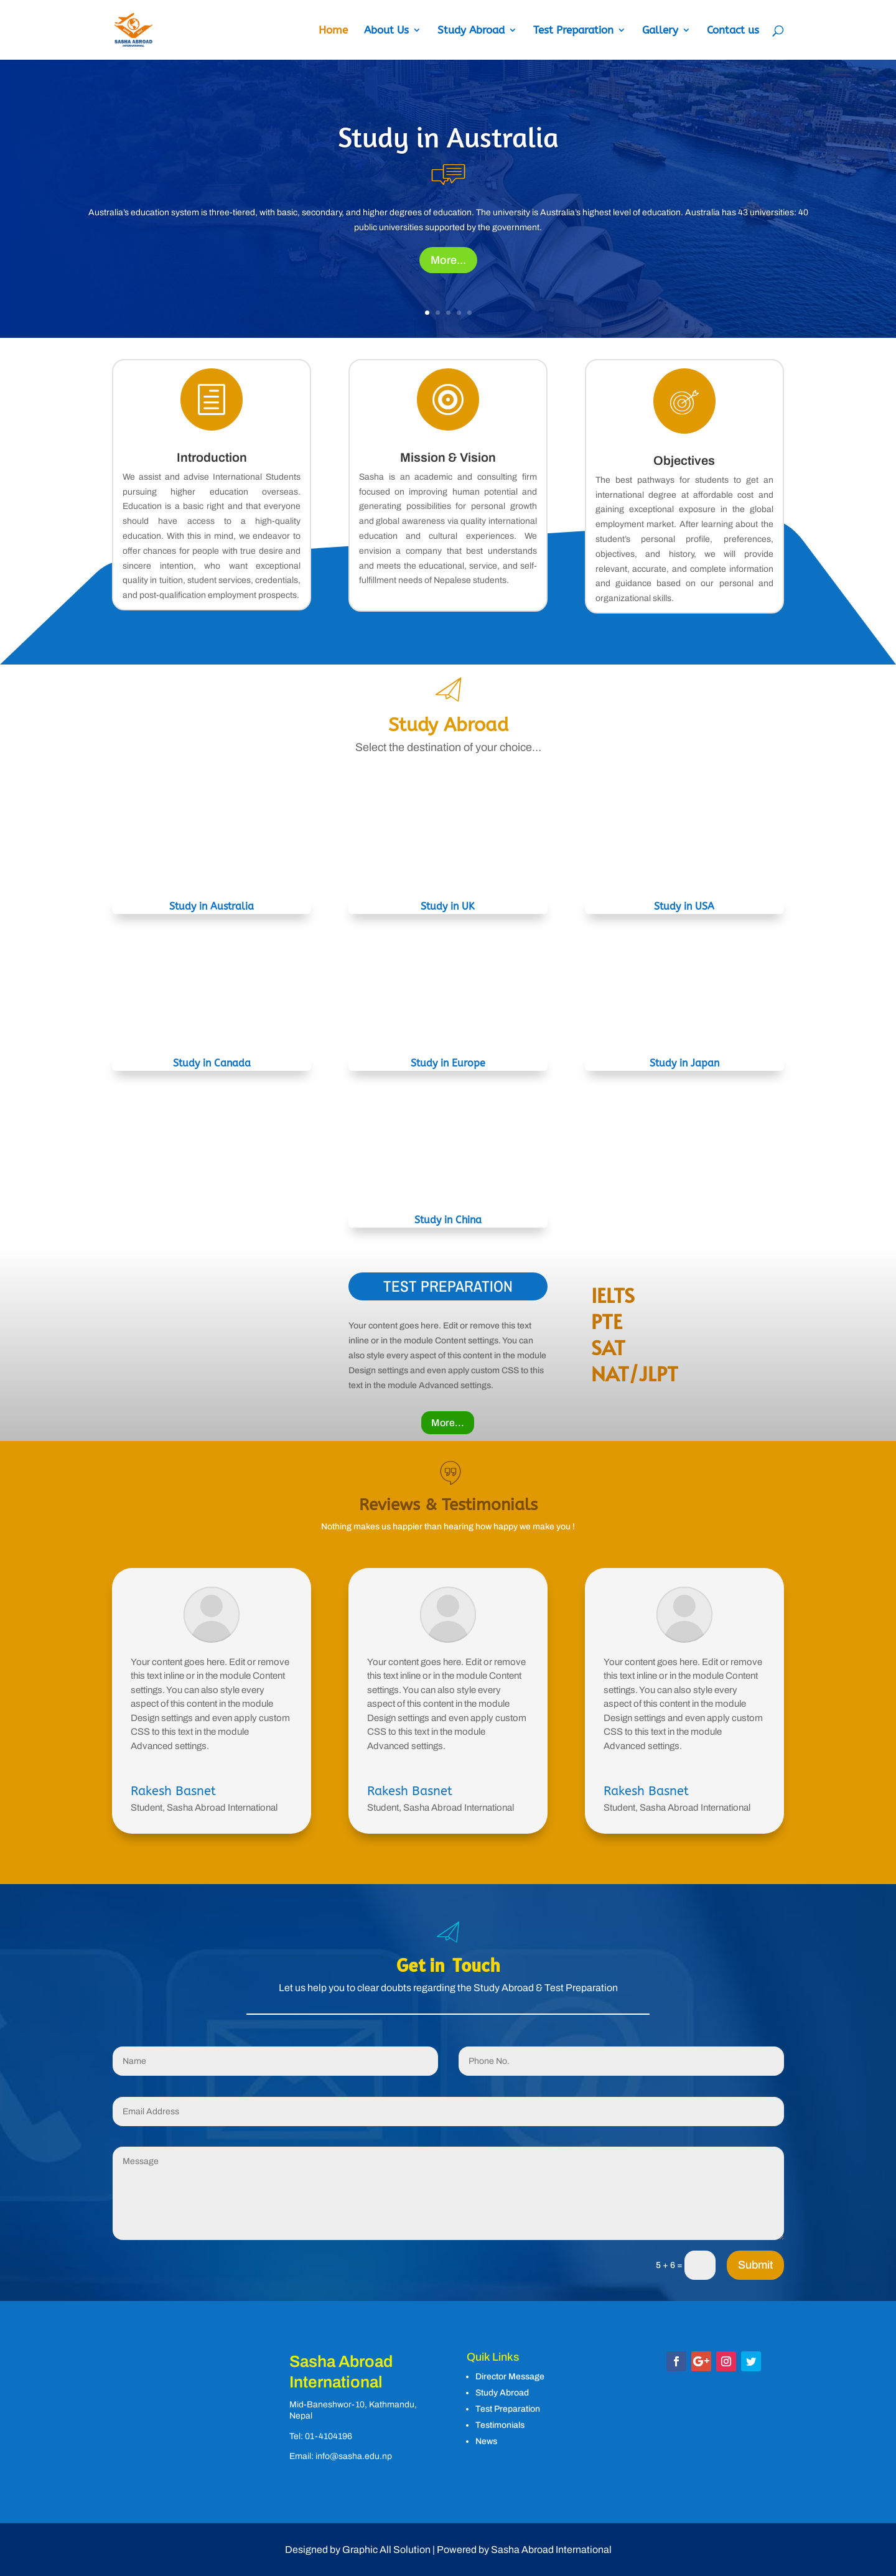 SASHA ABROAD
INTERNATIONAL
Home
About Us
Study Abroad
Test Preparation
Gallery
Contact us
Study in Australia
Australia's education system is three-tiered, with basic, secondary, and higher degrees of education. The university is Australia's highest level of education. Australia has 43 universities: 40
public universities supported by the government.
More...
Introduction
We assist and advise International Students
pursuing higher education overseas.
Education is a basic right and that everyone
should have access to a high-quality
education. With this in mind, we endeavor to
offer chances for people with true desire and
sincere intention, who want exceptional
quality in tuition, student services, credentials,
and post-qualification employment prospects.
Mission & Vision
Sasha is an academic and consulting firm
focused on improving human potential and
generating possibilities for personal growth
and global awareness via quality international
education and cultural experiences. We
envision a company that best understands
and meets the educational, service, and self-
fulfillment needs of Nepalese students.
Objectives
The best pathways for students to get an
international degree at affordable cost and
gaining exceptional exposure in the global
employment market. After learning about the
student's personal profile, preferences,
objectives, and history, we will provide
relevant, accurate, and complete information
and guidance based on our personal and
organizational skills.
Study Abroad
Select the destination of your choice...
Study in Australia
Study in UK
Study in USA
Study in Canada
Study in Europe
Study in Japan
Study in China
TEST PREPARATION
Your content goes here. Edit or remove this text
inline or in the module Content settings. You can
also style every aspect of this content in the module
Design settings and even apply custom CSS to this
text in the module Advanced settings.
More...
IELTS
PTE
SAT
NAT/JLPT
Reviews & Testimonials
Nothing makes us happier than hearing how happy we make you !
Your content goes here. Edit or remove
this text inline or in the module Content
settings. You can also style every
aspect of this content in the module
Design settings and even apply custom
CSS to this text in the module
Advanced settings.
Rakesh Basnet
Student, Sasha Abroad International
Your content goes here. Edit or remove
this text inline or in the module Content
settings. You can also style every
aspect of this content in the module
Design settings and even apply custom
CSS to this text in the module
Advanced settings.
Rakesh Basnet
Student, Sasha Abroad International
Your content goes here. Edit or remove
this text inline or in the module Content
settings. You can also style every
aspect of this content in the module
Design settings and even apply custom
CSS to this text in the module
Advanced settings.
Rakesh Basnet
Student, Sasha Abroad International
Get in Touch
Let us help you to clear doubts regarding the Study Abroad & Test Preparation
Name
Phone No.
Email Address
Message
5 + 6 =
Submit
Sasha Abroad
International
Mid-Baneshwor-10, Kathmandu,
Nepal
Tel: 01-4104196
Email: info@sasha.edu.np
Quik Links
Director Message
Study Abroad
Test Preparation
Testimonials
News
Designed by Graphic All Solution | Powered by Sasha Abroad International